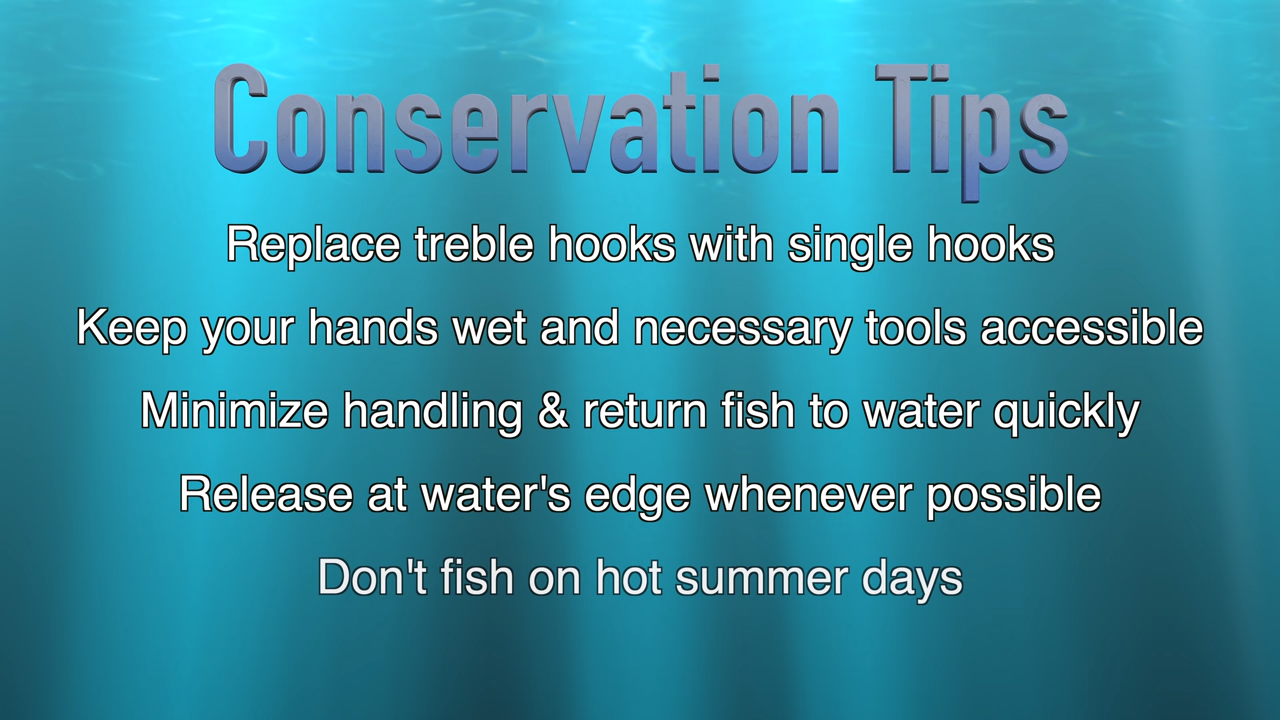 Conservation Tips
Replace treble hooks with single hooks
Keep your hands wet and necessary tools accessible
Minimize handling & return fish to water quickly
Release at water's edge whenever possible
Don't fish on hot summer days